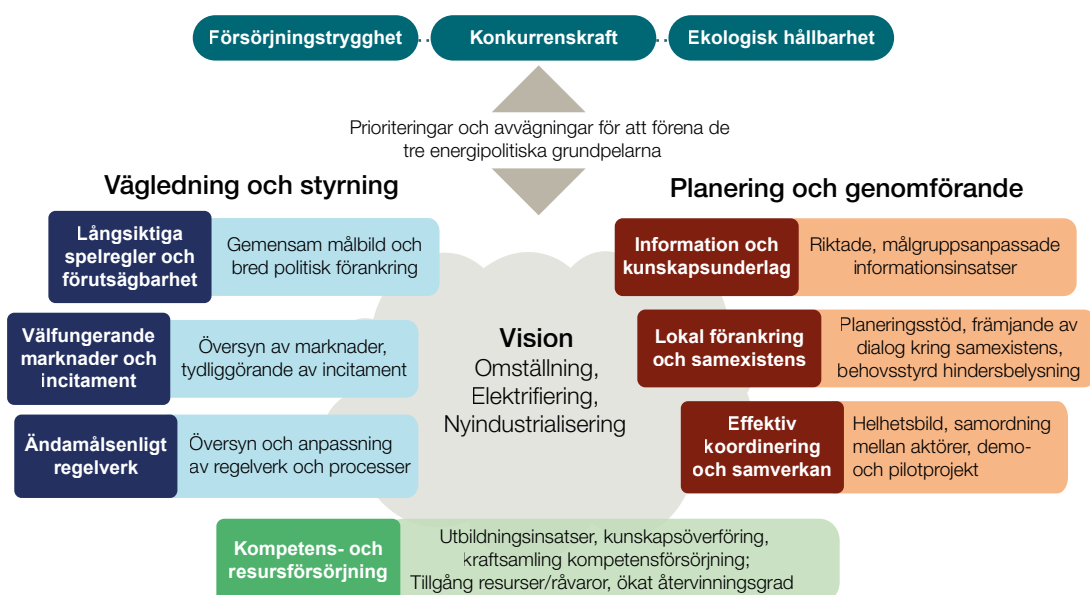 Försörjningstrygghet
Konkurrenskraft
Ekologisk hållbarhet
Prioriteringar och avvägningar för att förena de
tre energipolitiska grundpelarna
Vägledning och styrning
Långsiktiga
spelregler och
förutsägbarhet
Gemensam målbild och
bred politisk förankring
Välfungerande
marknader och
incitament
Översyn av marknader,
tydliggörande av incitament
Ändamålsenligt
regelverk
Översyn och anpassning
av regelverk och processer
Vision
Omställning,
Elektrifiering,
Nyindustrialisering
Planering och genomförande
Information och
kunskapsunderlag
Riktade, målgruppsanpassade
informationsinsatser
Lokal förankring
och samexistens
Planeringsstöd, främjande av
dialog kring samexistens,
behovsstyrd hindersbelysning
Effektiv
koordinering
och samverkan
Helhetsbild, samordning
mellan aktörer, demo-
och pilotprojekt
Kompetens- och
resursförsörjning
Utbildningsinsatser, kunskapsöverföring,
kraftsamling kompetensförsörjning;
Tillgång resurser/råvaror, ökat återvinningsgrad